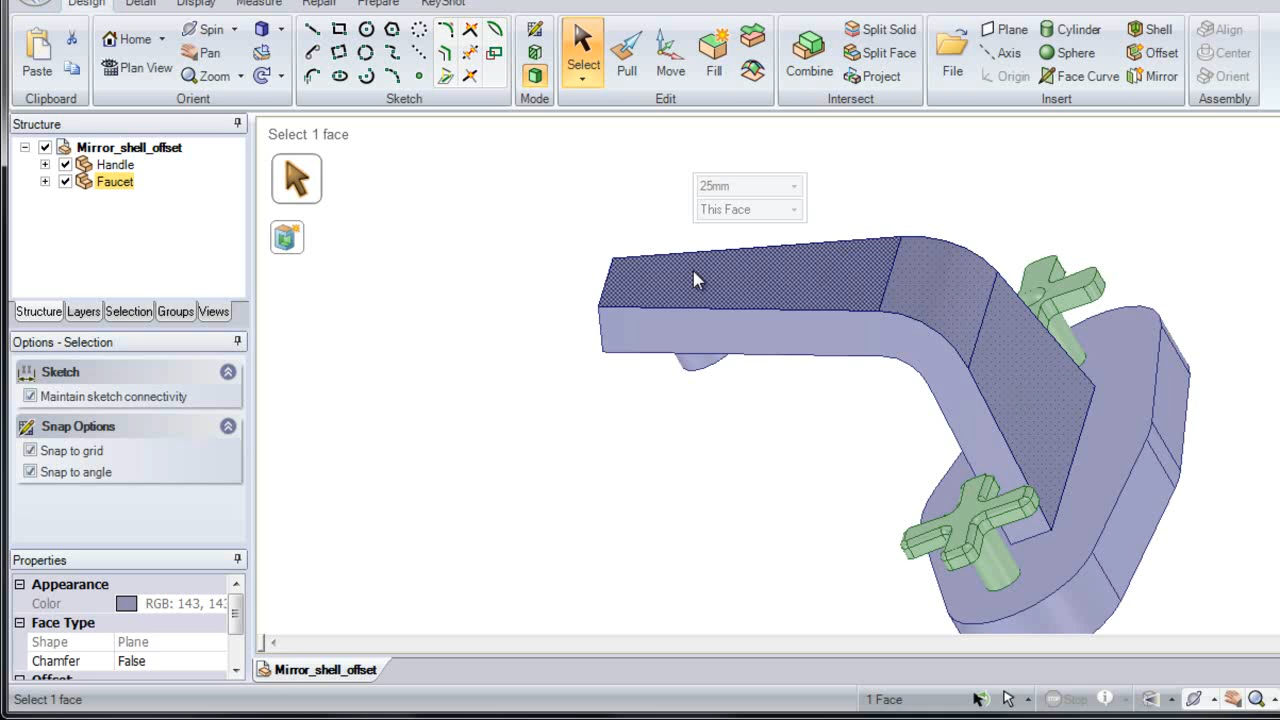 Design Detail Display Measure Repair Prepare KeyShot
Paste
Clipboard
Home
Plan View
Spin
Pan
Zoom
Orient
Sketch
Mode
Select
Pull
Move
Fill
Edit
Combine
Split Solid
Split Face
Project
Intersect
File
Plane
Axis
Origin
Cylinder
Sphere
Face Curve
Shell
Offset
Mirror
Insert
Align
Center
Orient
Assembly
Structure
Mirror_shell_offset
Handle
Faucet
Structure Layers Selection Groups Views
Options - Selection
Sketch
Maintain sketch connectivity
Snap Options
Snap to grid
Snap to angle
Properties
Appearance
Color RGB: 143, 143
Face Type
Shape Plane
Chamfer False
Offset
Select 1 face
25mm
This Face
Mirror_shell_offset
Select 1 face
1 Face
Stop